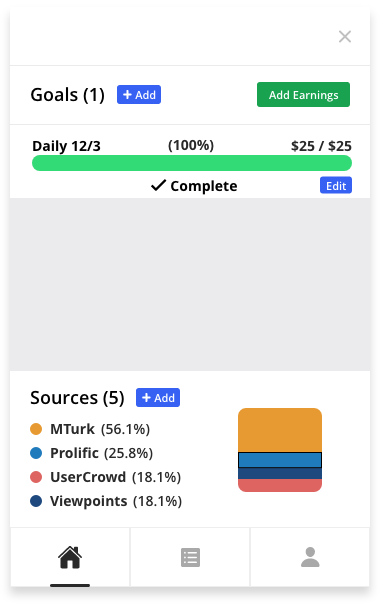 Goals (1) + Add Add Earnings
Daily 12/3 (100%) $25 / $25
Complete Edit
Sources (5) + Add
MTurk (56.1%)
Prolific (25.8%)
UserCrowd (18.1%)
Viewpoints (18.1%)